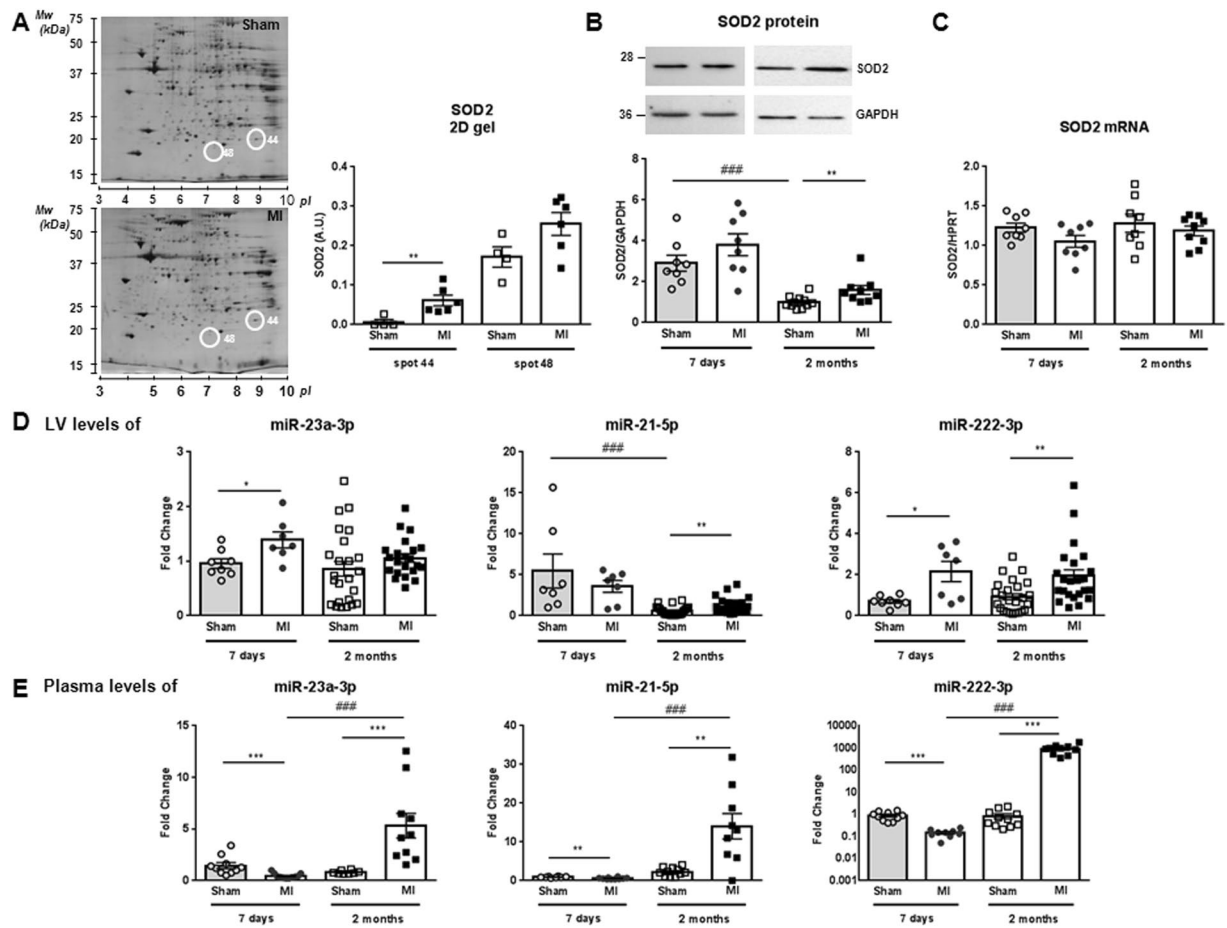 A
Mw
(kDa)
75
50
37
25
20
15
Sham
44
48
3 4 5 6 7 8 9 10 pI
Mw
(kDa)
75
50
37
25
20
15
MI
44
48
3 4 5 6 7 8 9 10 pI
SOD2
2D gel
SOD2 (A.U.)
0.4
0.3
0.2
0.1
0.0
**
Sham MI Sham MI
spot 44 spot 48
B
SOD2 protein
28
SOD2
36
GAPDH
SOD2/GAPDH
8
6
4
2
0
###
**
Sham MI Sham MI
7 days 2 months
C
SOD2 mRNA
SOD2/HPRT
2.0
1.5
1.0
0.5
0.0
Sham MI Sham MI
7 days 2 months
D LV levels of
miR-23a-3p
Fold Change
3
2
1
0
*
Sham MI Sham MI
7 days 2 months
miR-21-5p
Fold Change
20
15
10
5
0
###
**
Sham MI Sham MI
7 days 2 months
miR-222-3p
Fold Change
8
6
4
2
0
*
**
Sham MI Sham MI
7 days 2 months
E Plasma levels of
miR-23a-3p
Fold Change
15
10
5
0
###
***
***
Sham MI Sham MI
7 days 2 months
miR-21-5p
Fold Change
40
30
20
10
0
###
**
**
Sham MI Sham MI
7 days 2 months
miR-222-3p
Fold Change
10000
1000
100
10
1
0.1
0.01
0.001
###
***
***
Sham MI Sham MI
7 days 2 months